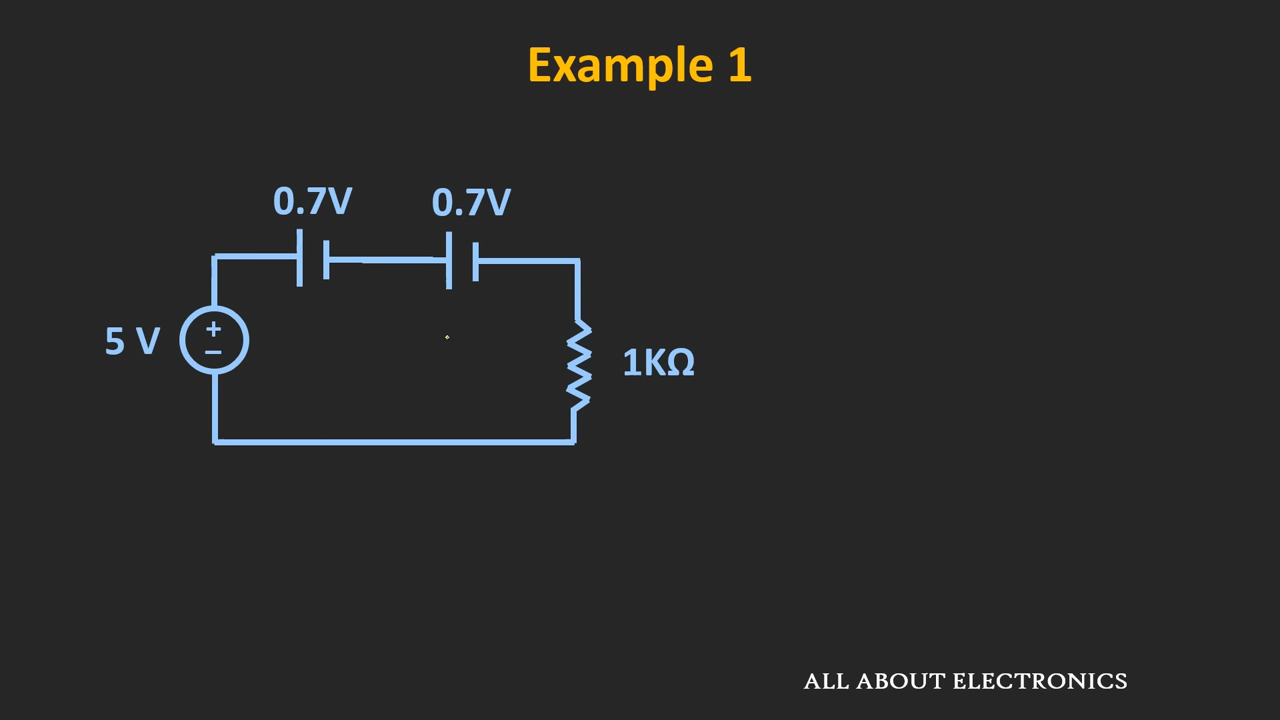 Example 1
0.7V 0.7V
5 V
+
−
1KΩ
ALL ABOUT ELECTRONICS